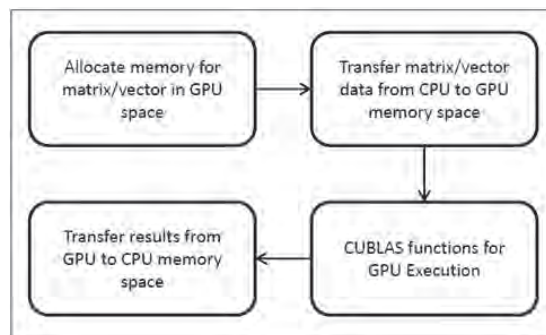 Allocate memory for
matrix/vector in GPU
space
Transfer matrix/vector
data from CPU to GPU
memory space
CUBLAS functions for
GPU Execution
Transfer results from
GPU to CPU memory
space